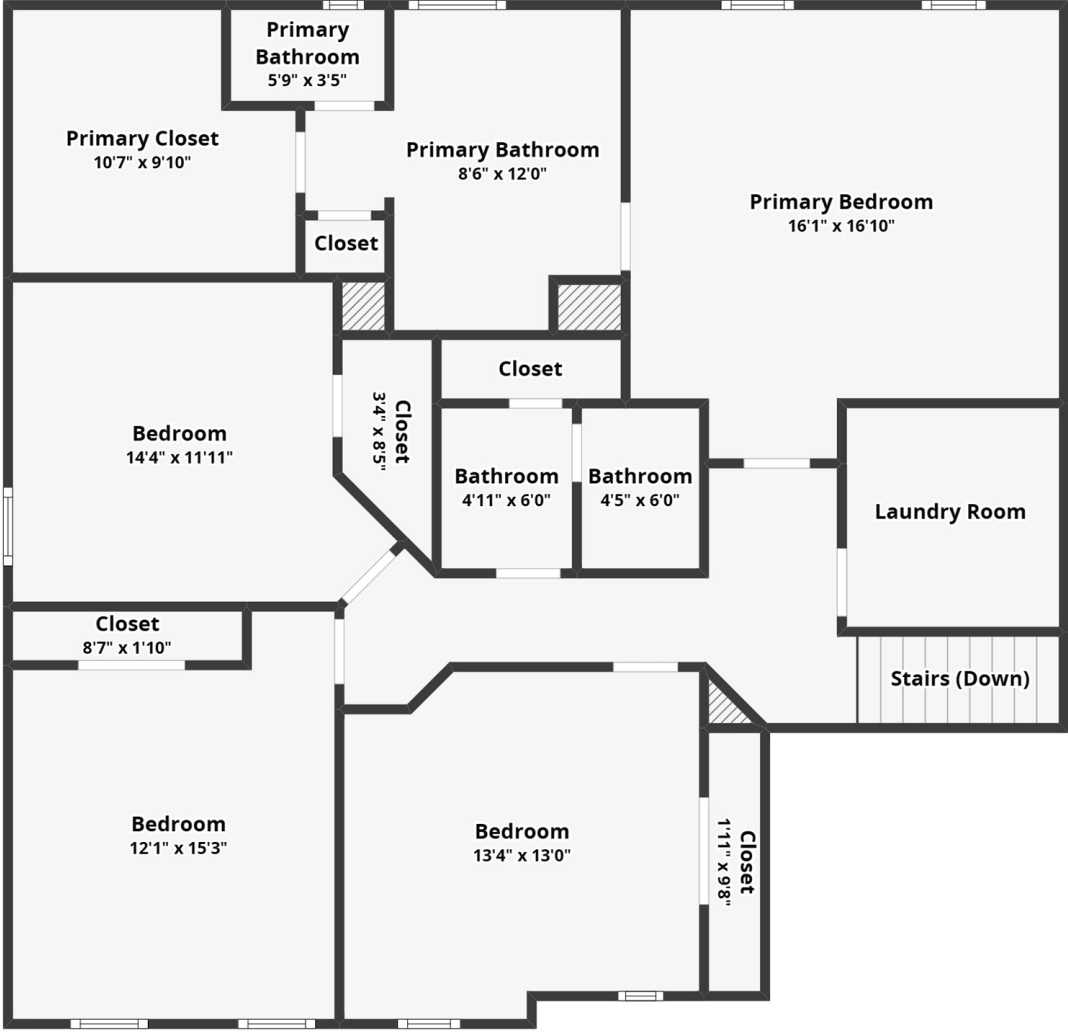 Primary
Bathroom
5'9" x 3'5"
Primary Closet
10'7" x 9'10"
Primary Bathroom
8'6" x 12'0"
Primary Bedroom
16'1" x 16'10"
Closet
Closet
Closet
3'4" x 8'5"
Bedroom
14'4" x 11'11"
Bathroom
4'11" x 6'0"
Bathroom
4'5" x 6'0"
Laundry Room
Closet
8'7" x 1'10"
Stairs (Down)
Bedroom
12'1" x 15'3"
Bedroom
13'4" x 13'0"
Closet
1'11" x 9'8"